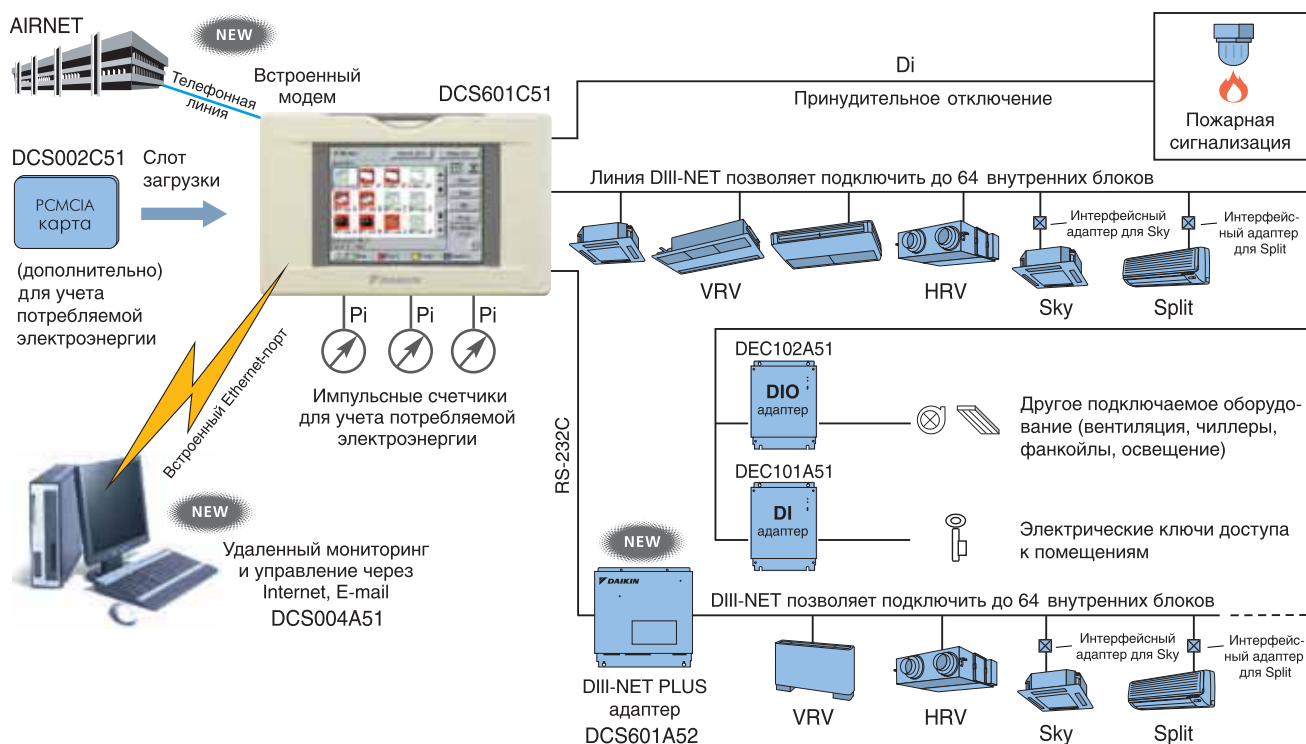 AIRNET
NEW
Телефонная
линия
Встроенный
модем
DCS601C51
Di
Принудительное отключение
Пожарная
сигнализация
DCS002C51
Слот
загрузки
PCMCIA
карта
(дополнительно)
для учета
потребляемой
электроэнергии
DAIKIN
Линия DIII-NET позволяет подключить до 64 внутренних блоков
Интерфейсный
адаптер для Sky
Интерфейс-
ный адаптер
для Split
VRV
HRV
Sky
Split
Pi
Pi
Pi
Импульсные счетчики
для учета потребляемой
электроэнергии
Встроенный Ethernet-порт
NEW
Удаленный мониторинг
и управление через
Internet, E-mail
DCS004A51
RS-232C
DEC102A51
DIO
адаптер
Другое подключаемое оборудо-
вание (вентиляция, чиллеры,
фанкойлы, освещение)
DEC101A51
DI
адаптер
Электрические ключи доступа
к помещениям
NEW
DAIKIN
DIII-NET PLUS
адаптер
DCS601A52
DIII-NET позволяет подключить до 64 внутренних блоков
Интерфейсный
адаптер для Sky
Интерфейс-
ный адаптер
для Split
VRV
HRV
Sky
Split